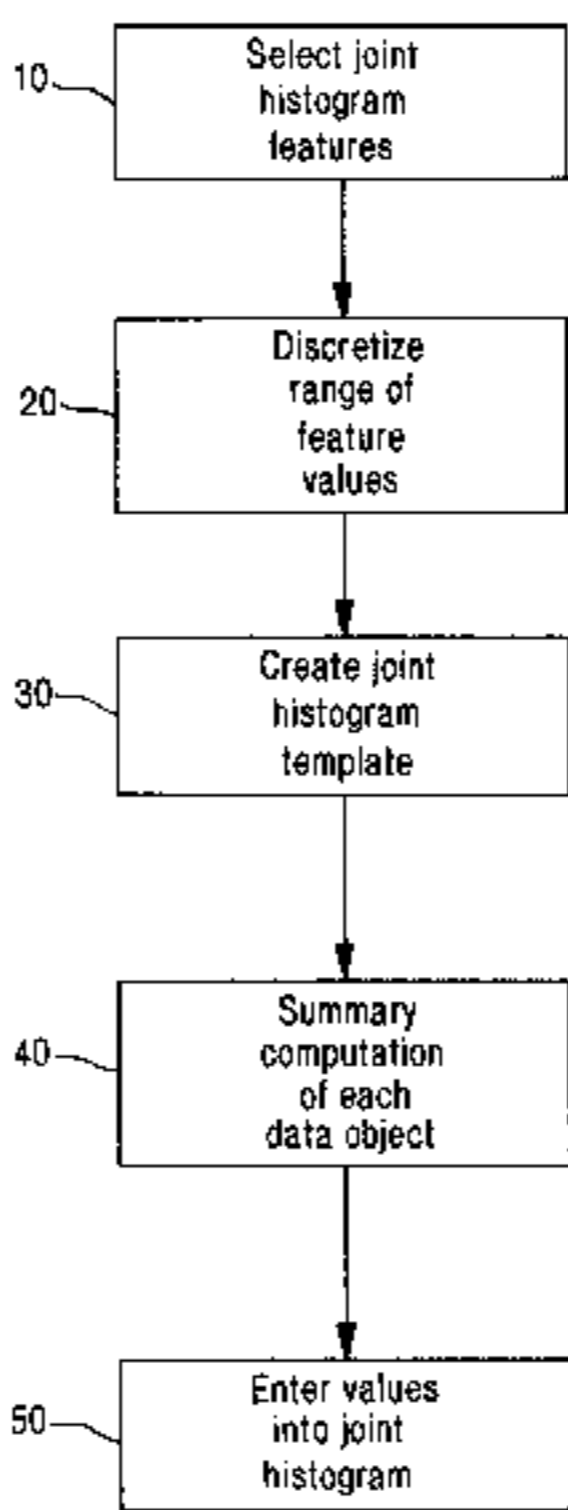 10
Select joint
histogram
features
20
Discretize
range of
feature
values
30
Create joint
histogram
template
40
Summary
computation
of each
data object
50
Enter values
into joint
histogram